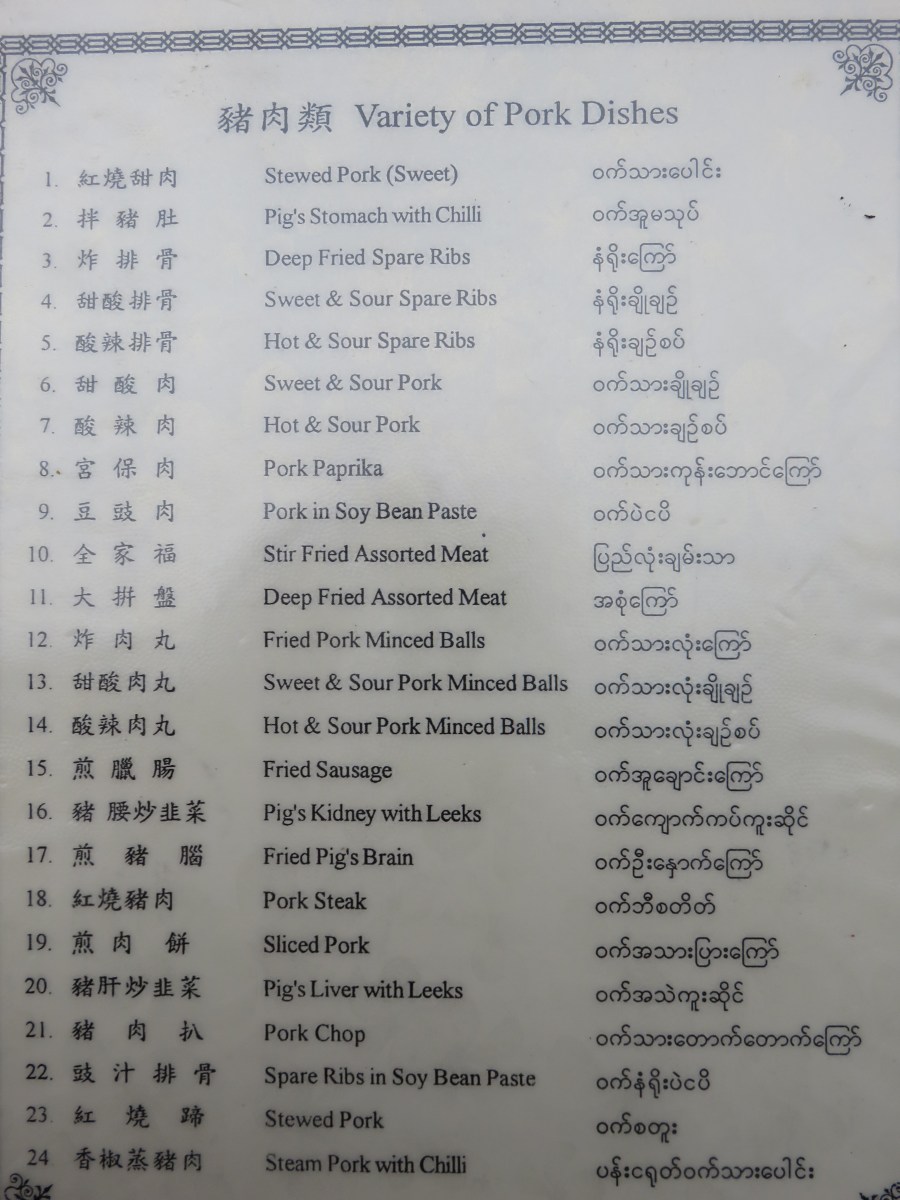 豬肉類 Variety of Pork Dishes
1. 紅燒甜肉 Stewed Pork (Sweet) ဝက်သားပေါင်း
2. 拌豬肚 Pig's Stomach with Chilli ဝက်အူမသုပ်
3. 炸排骨 Deep Fried Spare Ribs နံရိုးကြော်
4. 甜酸排骨 Sweet & Sour Spare Ribs နံရိုးချိုချဉ်
5. 酸辣排骨 Hot & Sour Spare Ribs နံရိုးချဉ်စပ်
6. 甜酸肉 Sweet & Sour Pork ဝက်သားချိုချဉ်
7. 酸辣肉 Hot & Sour Pork ဝက်သားချဉ်စပ်
8. 宮保肉 Pork Paprika ဝက်သားကုန်းဘောင်ကြော်
9. 豆豉肉 Pork in Soy Bean Paste ဝက်ပဲငပိ
10. 全家福 Stir Fried Assorted Meat ပြည်လုံးချမ်းသာ
11. 大拼盤 Deep Fried Assorted Meat အစုံကြော်
12. 炸肉丸 Fried Pork Minced Balls ဝက်သားလုံးကြော်
13. 甜酸肉丸 Sweet & Sour Pork Minced Balls ဝက်သားလုံးချိုချဉ်
14. 酸辣肉丸 Hot & Sour Pork Minced Balls ဝက်သားလုံးချဉ်စပ်
15. 煎臘腸 Fried Sausage ဝက်အူချောင်းကြော်
16. 豬腰炒韭菜 Pig's Kidney with Leeks ဝက်ကျောက်ကပ်ကူးဆိုင်
17. 煎豬腦 Fried Pig's Brain ဝက်ဦးနှောက်ကြော်
18. 紅燒豬肉 Pork Steak ဝက်ဘီစတိတ်
19. 煎肉餅 Sliced Pork ဝက်အသားပြားကြော်
20. 豬肝炒韭菜 Pig's Liver with Leeks ဝက်အသဲကူးဆိုင်
21. 豬肉扒 Pork Chop ဝက်သားတောက်တောက်ကြော်
22. 豉汁排骨 Spare Ribs in Soy Bean Paste ဝက်နံရိုးပဲငပိ
23. 紅燒蹄 Stewed Pork ဝက်စတူး
24 香椒蒸豬肉 Steam Pork with Chilli ပန်းငရုတ်ဝက်သားပေါင်း